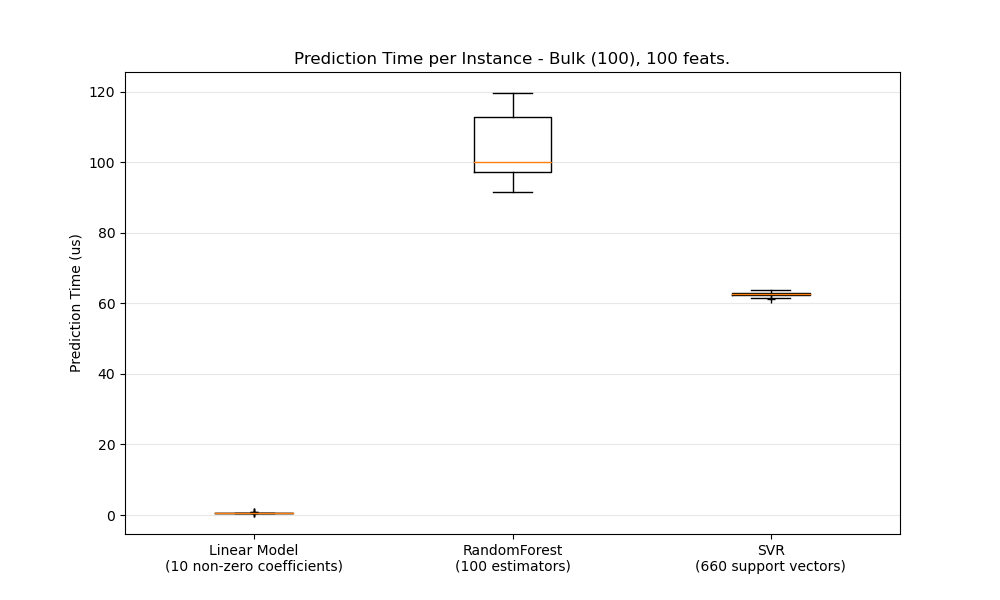 Prediction Time per Instance - Bulk (100), 100 feats.
Prediction Time (us)
120
100
80
60
40
20
0
Linear Model
(10 non-zero coefficients)
RandomForest
(100 estimators)
SVR
(660 support vectors)